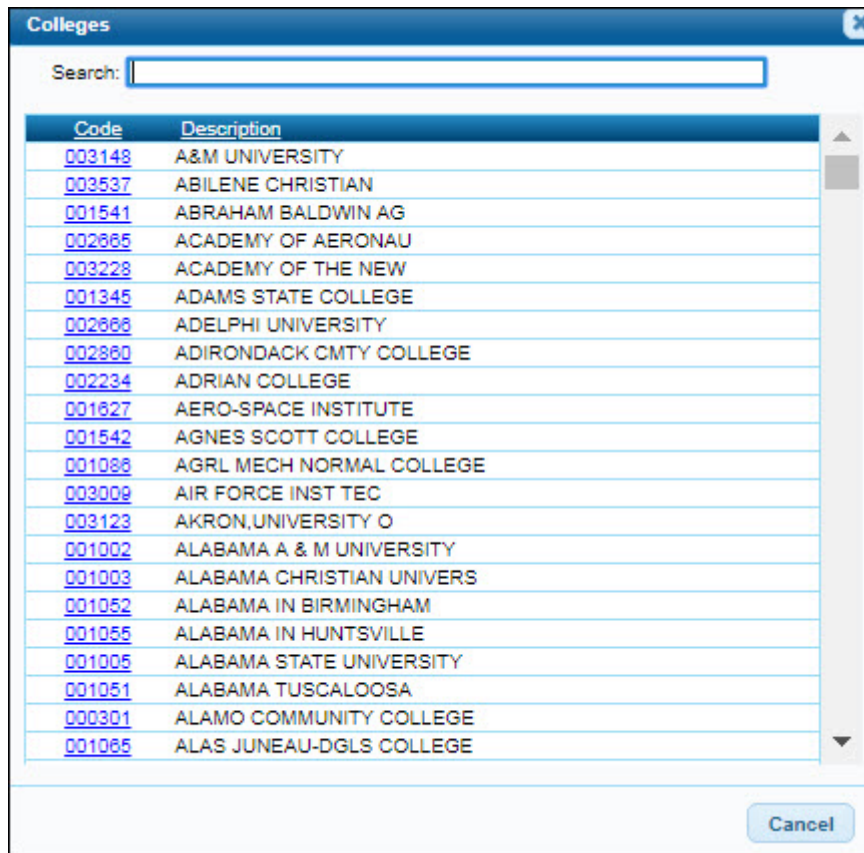 Colleges
Search:
Code Description
003148 A&M UNIVERSITY
003537 ABILENE CHRISTIAN
001541 ABRAHAM BALDWIN AG
002665 ACADEMY OF AERONAU
003228 ACADEMY OF THE NEW
001345 ADAMS STATE COLLEGE
002666 ADELPHI UNIVERSITY
002860 ADIRONDACK CMTY COLLEGE
002234 ADRIAN COLLEGE
001627 AERO-SPACE INSTITUTE
001542 AGNES SCOTT COLLEGE
001086 AGRL MECH NORMAL COLLEGE
003009 AIR FORCE INST TEC
003123 AKRON,UNIVERSITY O
001002 ALABAMA A & M UNIVERSITY
001003 ALABAMA CHRISTIAN UNIVERS
001052 ALABAMA IN BIRMINGHAM
001055 ALABAMA IN HUNTSVILLE
001005 ALABAMA STATE UNIVERSITY
001051 ALABAMA TUSCALOOSA
000301 ALAMO COMMUNITY COLLEGE
001065 ALAS JUNEAU-DGLS COLLEGE
Cancel